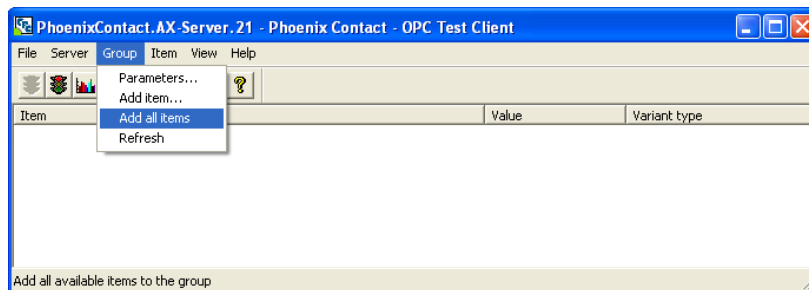 PhoenixContact.AX-Server.21 - Phoenix Contact - OPC Test Client
File Server Group Item View Help
Parameters...
Add item...
Item Value Variant type
Add all items
Refresh
Add all available items to the group